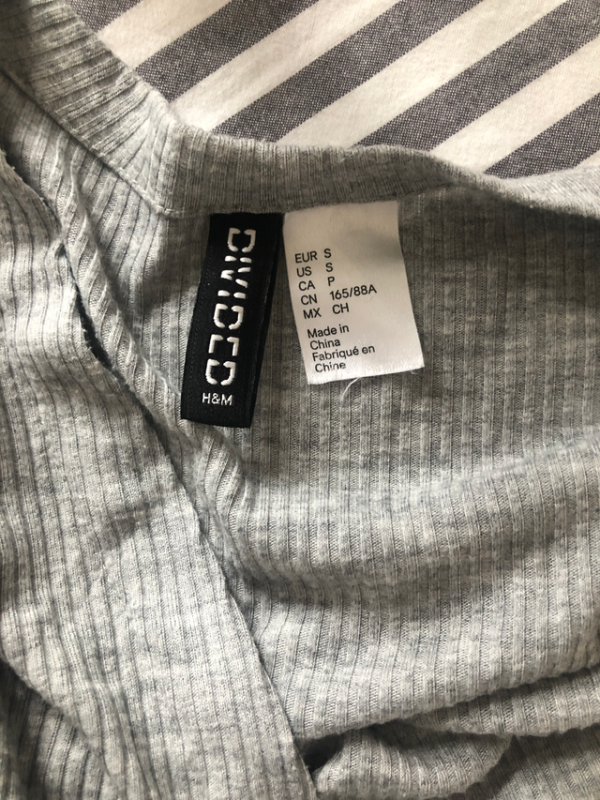 DIVIDED
H&M
EUR S
US S
CA P
CN 165/88A
MX CH
Made in
China
Fabriqué en
Chine